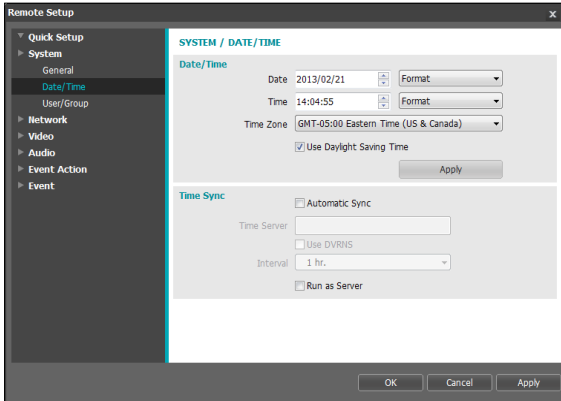 Remote Setup x
Quick Setup
System
General
Date/Time
User/Group
Network
Video
Audio
Event Action
Event
SYSTEM / DATE/TIME
Date/Time
Date 2013/02/21 Format
Time 14:04:55 Format
Time Zone GMT-05:00 Eastern Time (US & Canada)
Use Daylight Saving Time
Apply
Time Sync
Automatic Sync
Time Server
Use DVRNS
Interval 1 hr.
Run as Server
OK Cancel Apply